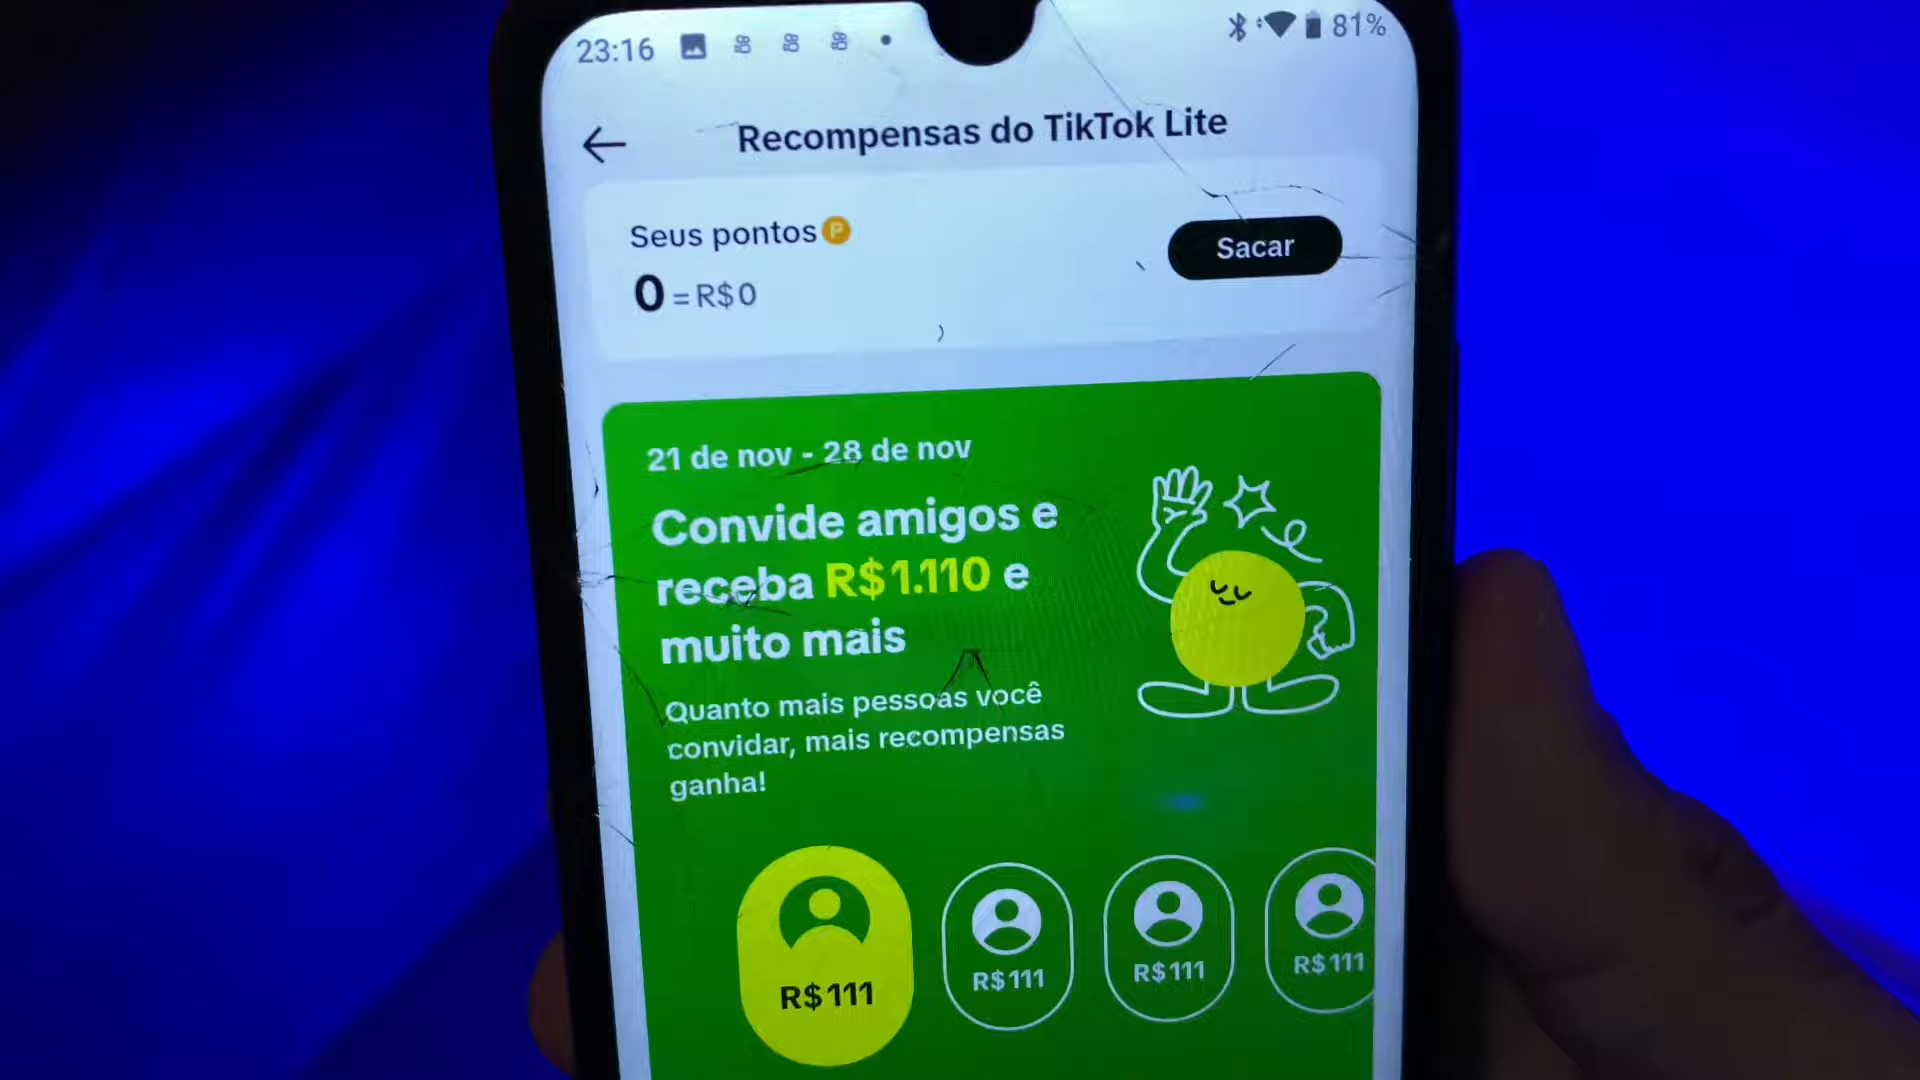 23:16
81%
Recompensas do TikTok Lite
Seus pontos P
0 = R$0
Sacar
21 de nov - 28 de nov
Convide amigos e
receba R$1.110 e
muito mais
Quanto mais pessoas você
convidar, mais recompensas
ganha!
R$111 R$111 R$111 R$111